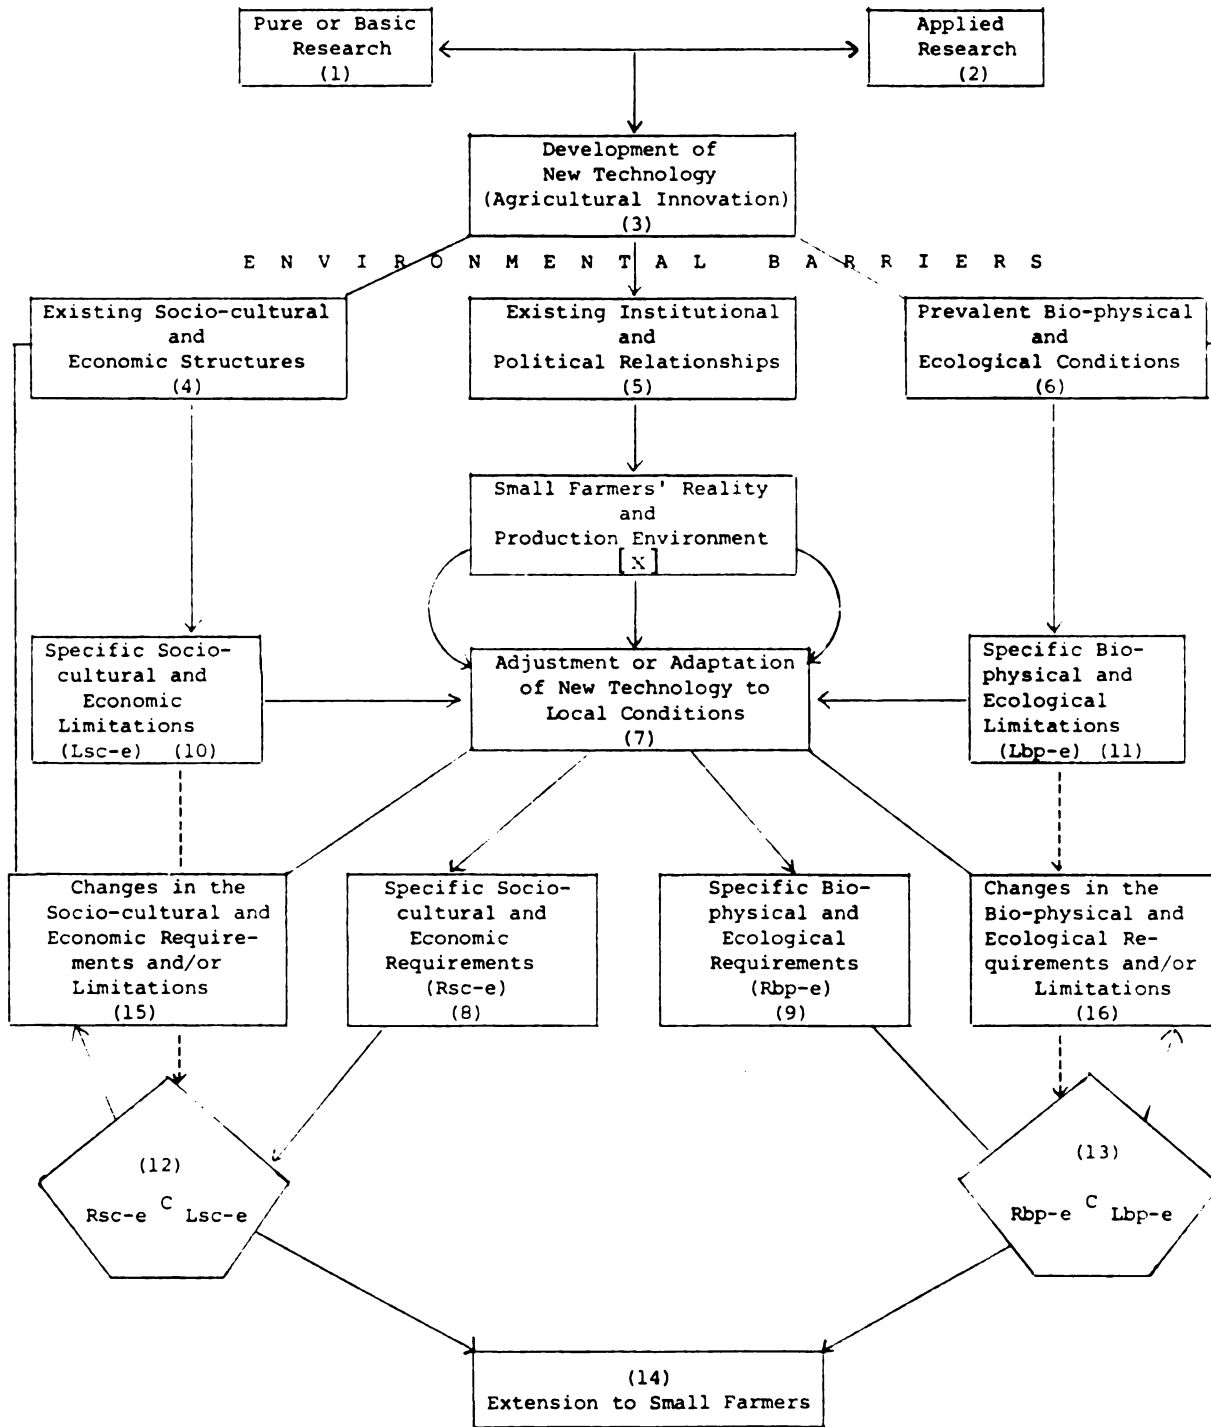 Pure or Basic
Research
(1)
Applied
Research
(2)
Development of
New Technology
(Agricultural Innovation)
(3)
E N V I R O N M E N T A L B A R R I E R S
Existing Socio-cultural
and
Economic Structures
(4)
Existing Institutional
and
Political Relationships
(5)
Prevalent Bio-physical
and
Ecological Conditions
(6)
Small Farmers' Reality
and
Production Environment
[X]
Specific Socio-
cultural and
Economic
Limitations
(Lsc-e) (10)
Adjustment or Adaptation
of New Technology to
Local Conditions
(7)
Specific Bio-
physical and
Ecological
Limitations
(Lbp-e) (11)
Changes in the
Socio-cultural and
Economic Require-
ments and/or
Limitations
(15)
Specific Socio-
cultural and
Economic
Requirements
(Rsc-e)
(8)
Specific Bio-
physical and
Ecological
Requirements
(Rbp-e)
(9)
Changes in the
Bio-physical and
Ecological Re-
quirements and/or
Limitations
(16)
(12)
Rsc-e C Lsc-e
(13)
Rbp-e C Lbp-e
(14)
Extension to Small Farmers